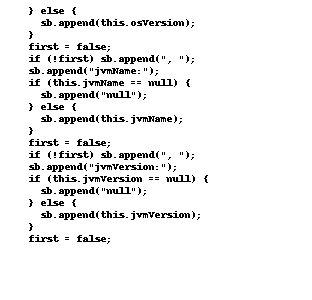 } else {
sb.append(this.osVersion);
}
first = false;
if (!first) sb.append(", ");
sb.append("jvmName:");
if (this.jvmName == null) {
sb.append("null");
} else {
sb.append(this.jvmName);
}
first = false;
if (!first) sb.append(", ");
sb.append("jvmVersion:");
if (this.jvmVersion == null) {
sb.append("null");
} else {
sb.append(this.jvmVersion);
}
first = false;